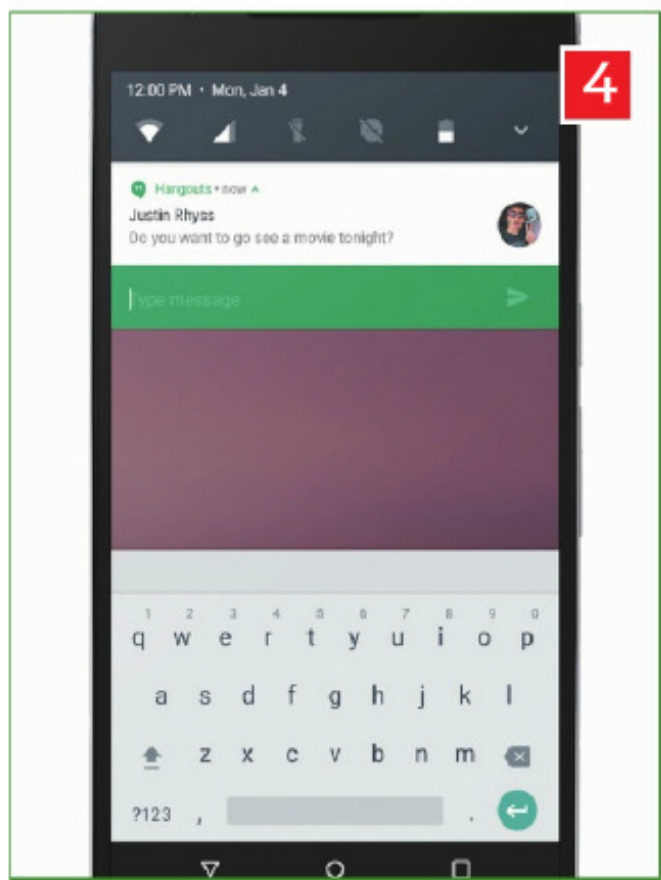 4
12:00 PM • Mon, Jan 4
Hangouts • now ^
Justin Rhyss
Do you want to go see a movie tonight?
Type message
1 2 3 4 5 6 7 8 9 0
q w e r t y u i o p
a s d f g h j k l
z x c v b n m
?123 , .